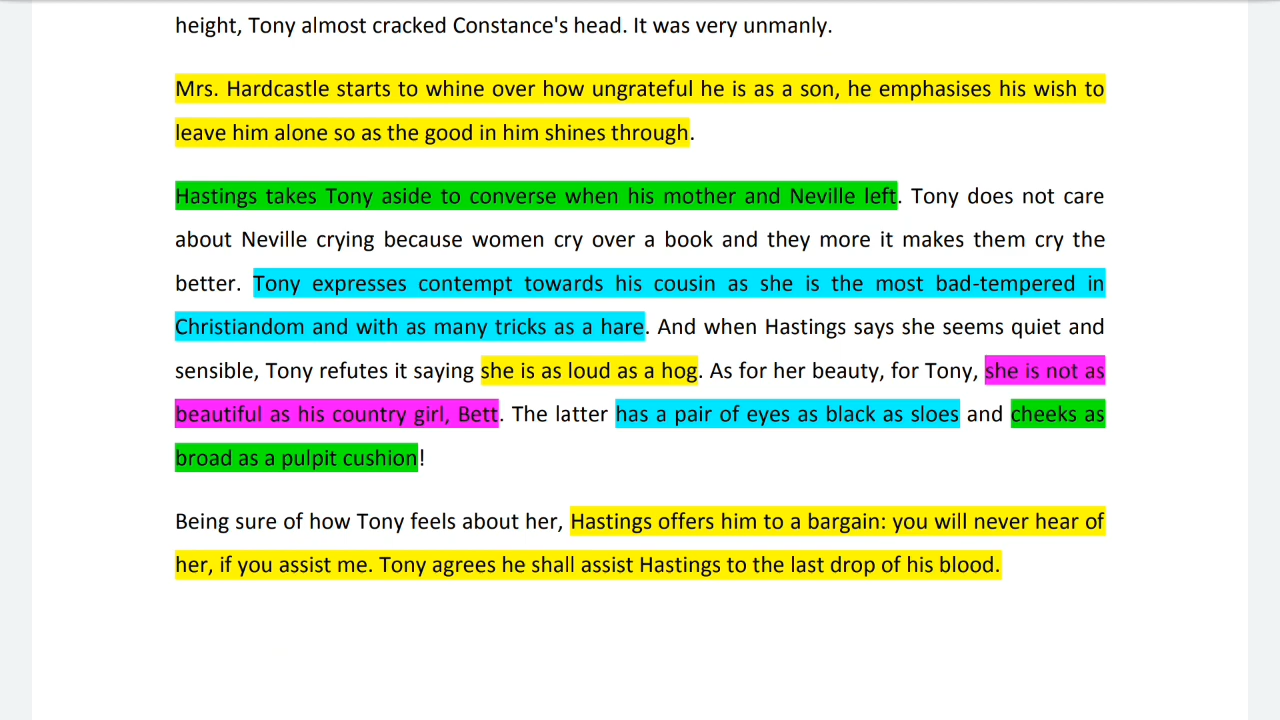 height, Tony almost cracked Constance's head. It was very unmanly.
Mrs. Hardcastle starts to whine over how ungrateful he is as a son, he emphasises his wish to
leave him alone so as the good in him shines through.
Hastings takes Tony aside to converse when his mother and Neville left. Tony does not care
about Neville crying because women cry over a book and they more it makes them cry the
better. Tony expresses contempt towards his cousin as she is the most bad-tempered in
Christiandom and with as many tricks as a hare. And when Hastings says she seems quiet and
sensible, Tony refutes it saying she is as loud as a hog. As for her beauty, for Tony, she is not as
beautiful as his country girl, Bett. The latter has a pair of eyes as black as sloes and cheeks as
broad as a pulpit cushion!
Being sure of how Tony feels about her, Hastings offers him to a bargain: you will never hear of
her, if you assist me. Tony agrees he shall assist Hastings to the last drop of his blood.